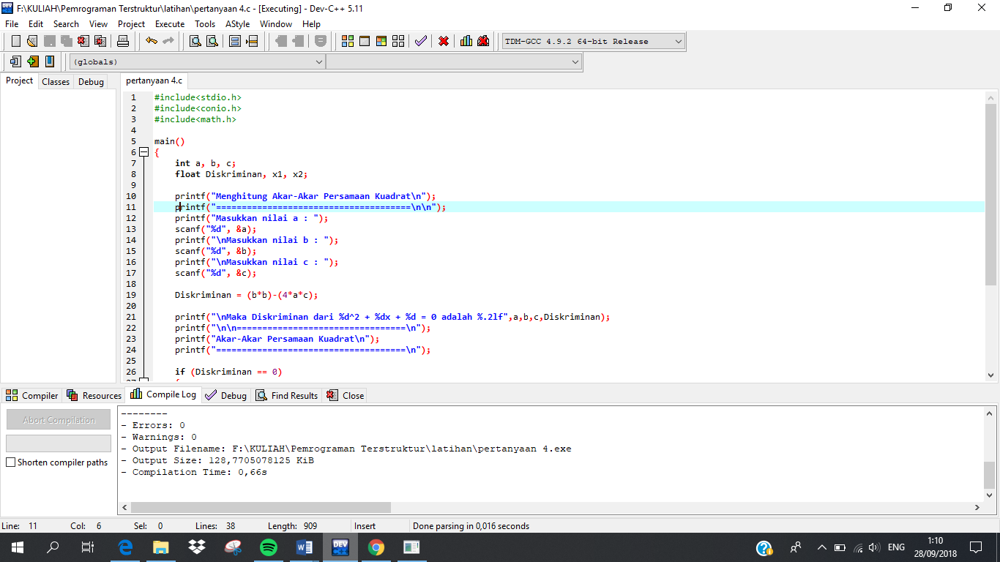 F:\KULIAH\Pemrograman Terstruktur\latihan\pertanyaan 4.c - [Executing] - Dev-C++ 5.11
File Edit Search View Project Execute Tools AStyle Window Help
TDM-GCC 4.9.2 64-bit Release
(globals)
Project Classes Debug pertanyaan 4.c
1 #include<stdio.h>
2 #include<conio.h>
3 #include<math.h>
4
5 main()
6 {
7 int a, b, c;
8 float Diskriminan, x1, x2;
9
10 printf("Menghitung Akar-Akar Persamaan Kuadrat\n");
11 printf("======================================\n\n");
12 printf("Masukkan nilai a : ");
13 scanf("%d", &a);
14 printf("\nMasukkan nilai b : ");
15 scanf("%d", &b);
16 printf("\nMasukkan nilai c : ");
17 scanf("%d", &c);
18
19 Diskriminan = (b*b)-(4*a*c);
20
21 printf("\nMaka Diskriminan dari %d^2 + %dx + %d = 0 adalah %.2lf",a,b,c,Diskriminan);
22 printf("\n\n=================================\n");
23 printf("Akar-Akar Persamaan Kuadrat\n");
24 printf("=====================================\n");
25
26 if (Diskriminan == 0)
Compiler Resources Compile Log Debug Find Results Close
Abort Compilation
Shorten compiler paths
--------
- Errors: 0
- Warnings: 0
- Output Filename: F:\KULIAH\Pemrograman Terstruktur\latihan\pertanyaan 4.exe
- Output Size: 128,7705078125 KiB
- Compilation Time: 0,66s
Line: 11 Col: 6 Sel: 0 Lines: 38 Length: 909 Insert Done parsing in 0,016 seconds
DEV
ENG
1:10
28/09/2018